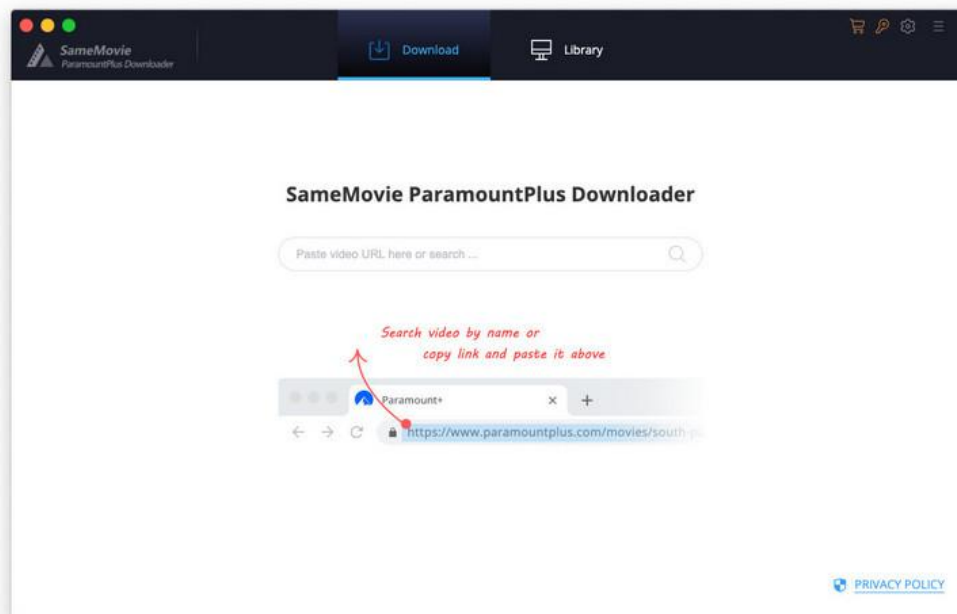 SameMovie
ParamountPlus Downloader
Download
Library
SameMovie ParamountPlus Downloader
Paste video URL here or search ...
Search video by name or
copy link and paste it above
Paramount+
https://www.paramountplus.com/movies/south-p
PRIVACY POLICY